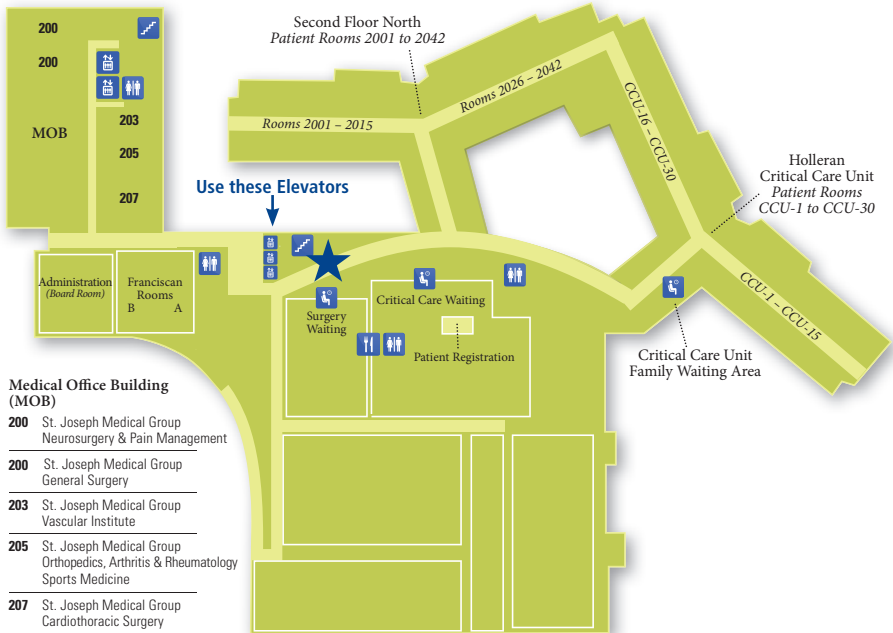 200
200
MOB
203
205
207
Second Floor North
Patient Rooms 2001 to 2042
Rooms 2001 – 2015
Rooms 2026 – 2042
CCU-16 – CCU-30
Holleran
Critical Care Unit
Patient Rooms
CCU-1 to CCU-30
CCU-1 – CCU-15
Use these Elevators
Administration
(Board Room)
Franciscan
Rooms
B A
Surgery
Waiting
Critical Care Waiting
Patient Registration
Critical Care Unit
Family Waiting Area
Medical Office Building
(MOB)
200 St. Joseph Medical Group
Neurosurgery & Pain Management
200 St. Joseph Medical Group
General Surgery
203 St. Joseph Medical Group
Vascular Institute
205 St. Joseph Medical Group
Orthopedics, Arthritis & Rheumatology
Sports Medicine
207 St. Joseph Medical Group
Cardiothoracic Surgery